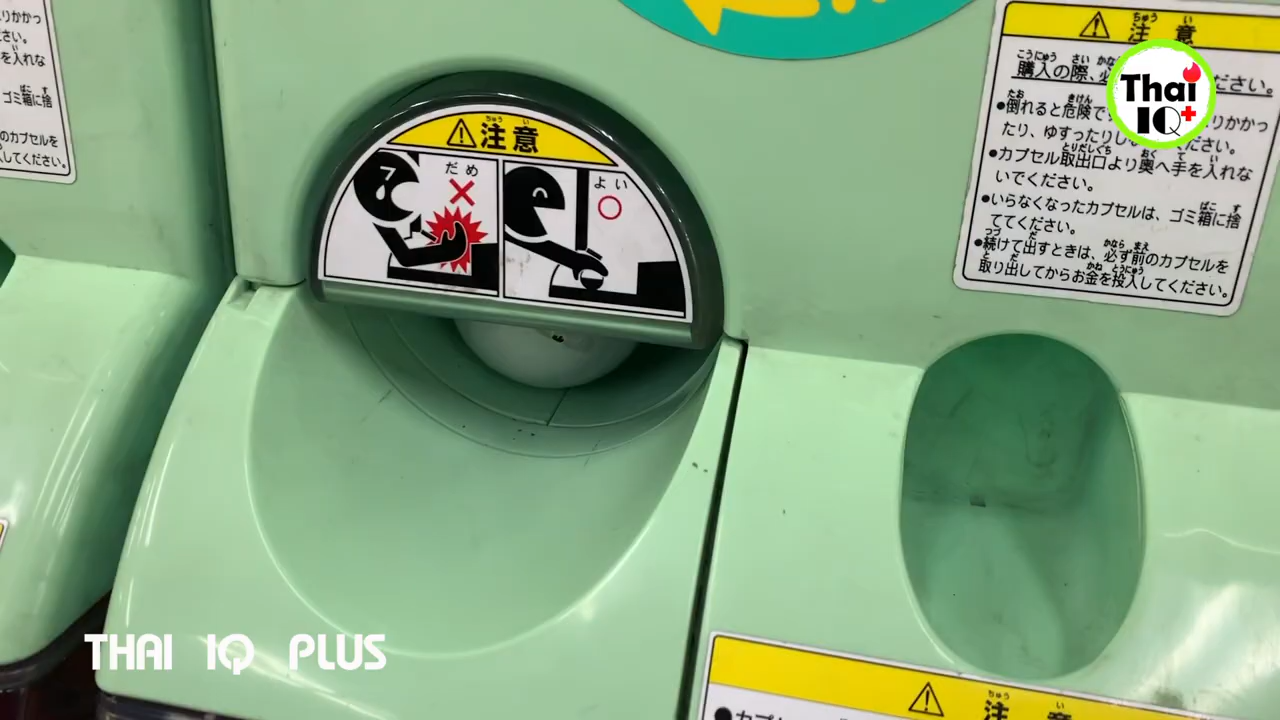 りかかっ
さい。
を入れな
ゴミ箱に捨
のカプセルを
してください。
注意
だめ
よい
注意
購入の際、必
ださい。
●倒れると危険で
りかかっ
たり、ゆすったりし
ださい。
●カプセル取出口より奥へ手を入れな
いでください。
●いらなくなったカプセルは、ゴミ箱に捨
ててください。
●続けて出すときは、必ず前のカプセルを
取り出してからお金を投入してください。
Thai
IQ+
THAI IQ PLUS
注意